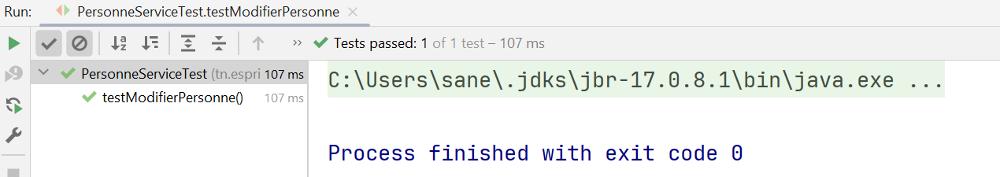 Run: PersonneServiceTest.testModifierPersonne
Tests passed: 1 of 1 test – 107 ms
PersonneServiceTest (tn.espri 107 ms
testModifierPersonne() 107 ms
C:\Users\sane\.jdks\jbr-17.0.8.1\bin\java.exe ...
Process finished with exit code 0